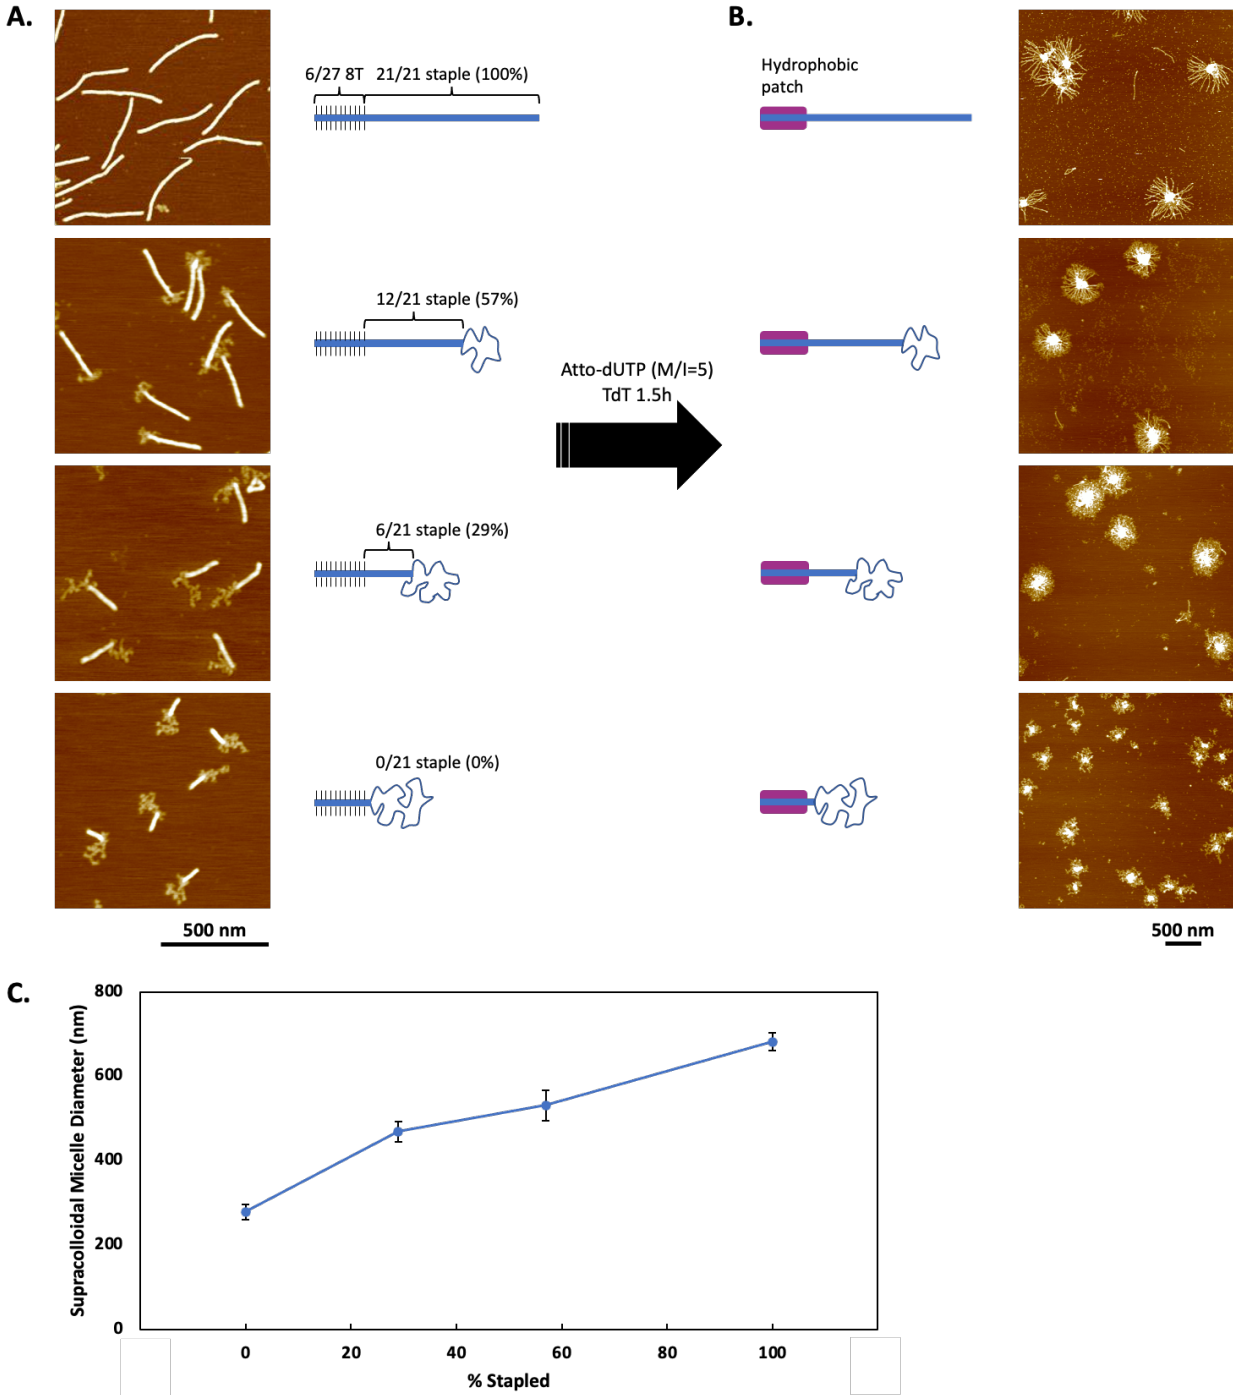 A.
B.
6/27 8T 21/21 staple (100%)
Hydrophobic
patch
12/21 staple (57%)
Atto-dUTP (M/I=5)
TdT 1.5h
6/21 staple (29%)
0/21 staple (0%)
500 nm
500 nm
C.
Supracolloidal Micelle Diameter (nm)
800
600
400
200
0
0 20 40 60 80 100
% Stapled